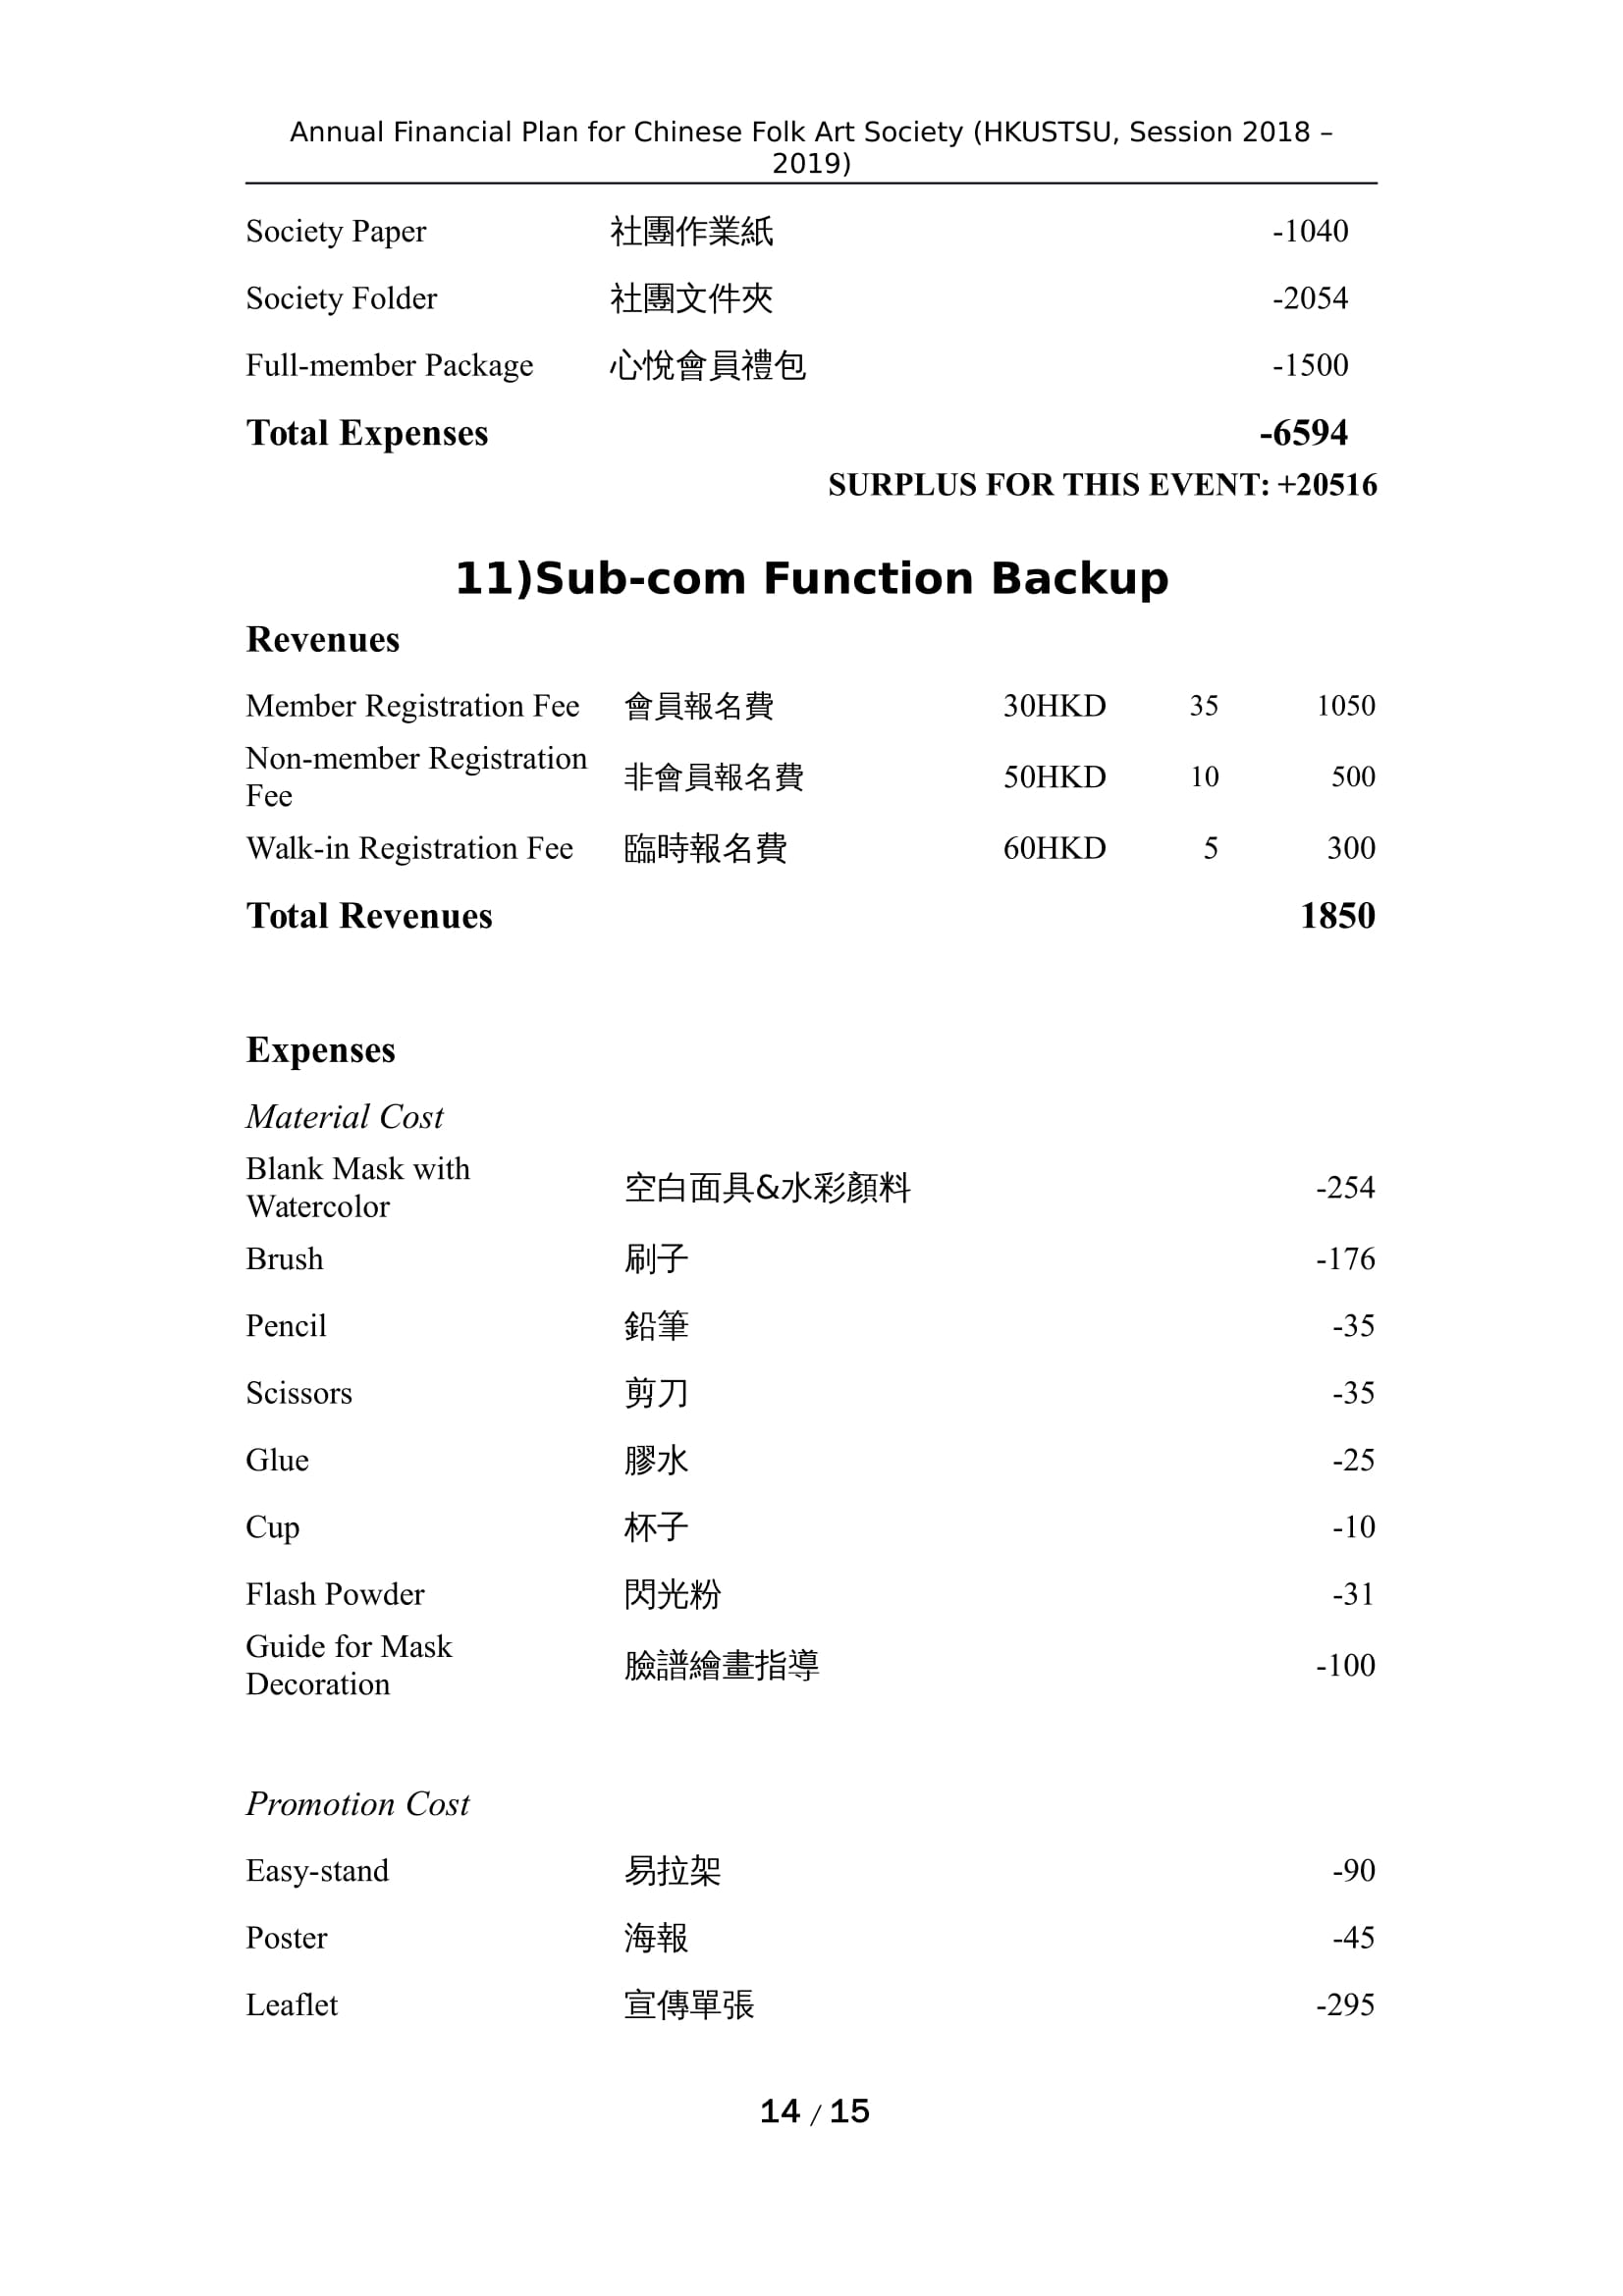 Annual Financial Plan for Chinese Folk Art Society (HKUSTSU, Session 2018 –
2019)
Society Paper 社團作業紙 -1040
Society Folder 社團文件夾 -2054
Full-member Package 心悅會員禮包 -1500
Total Expenses -6594
SURPLUS FOR THIS EVENT: +20516
11)Sub-com Function Backup
Revenues
Member Registration Fee 會員報名費 30HKD 35 1050
Non-member Registration
Fee 非會員報名費 50HKD 10 500
Walk-in Registration Fee 臨時報名費 60HKD 5 300
Total Revenues 1850
Expenses
Material Cost
Blank Mask with
Watercolor 空白面具&水彩顏料 -254
Brush 刷子 -176
Pencil 鉛筆 -35
Scissors 剪刀 -35
Glue 膠水 -25
Cup 杯子 -10
Flash Powder 閃光粉 -31
Guide for Mask
Decoration 臉譜繪畫指導 -100
Promotion Cost
Easy-stand 易拉架 -90
Poster 海報 -45
Leaflet 宣傳單張 -295
14 / 15